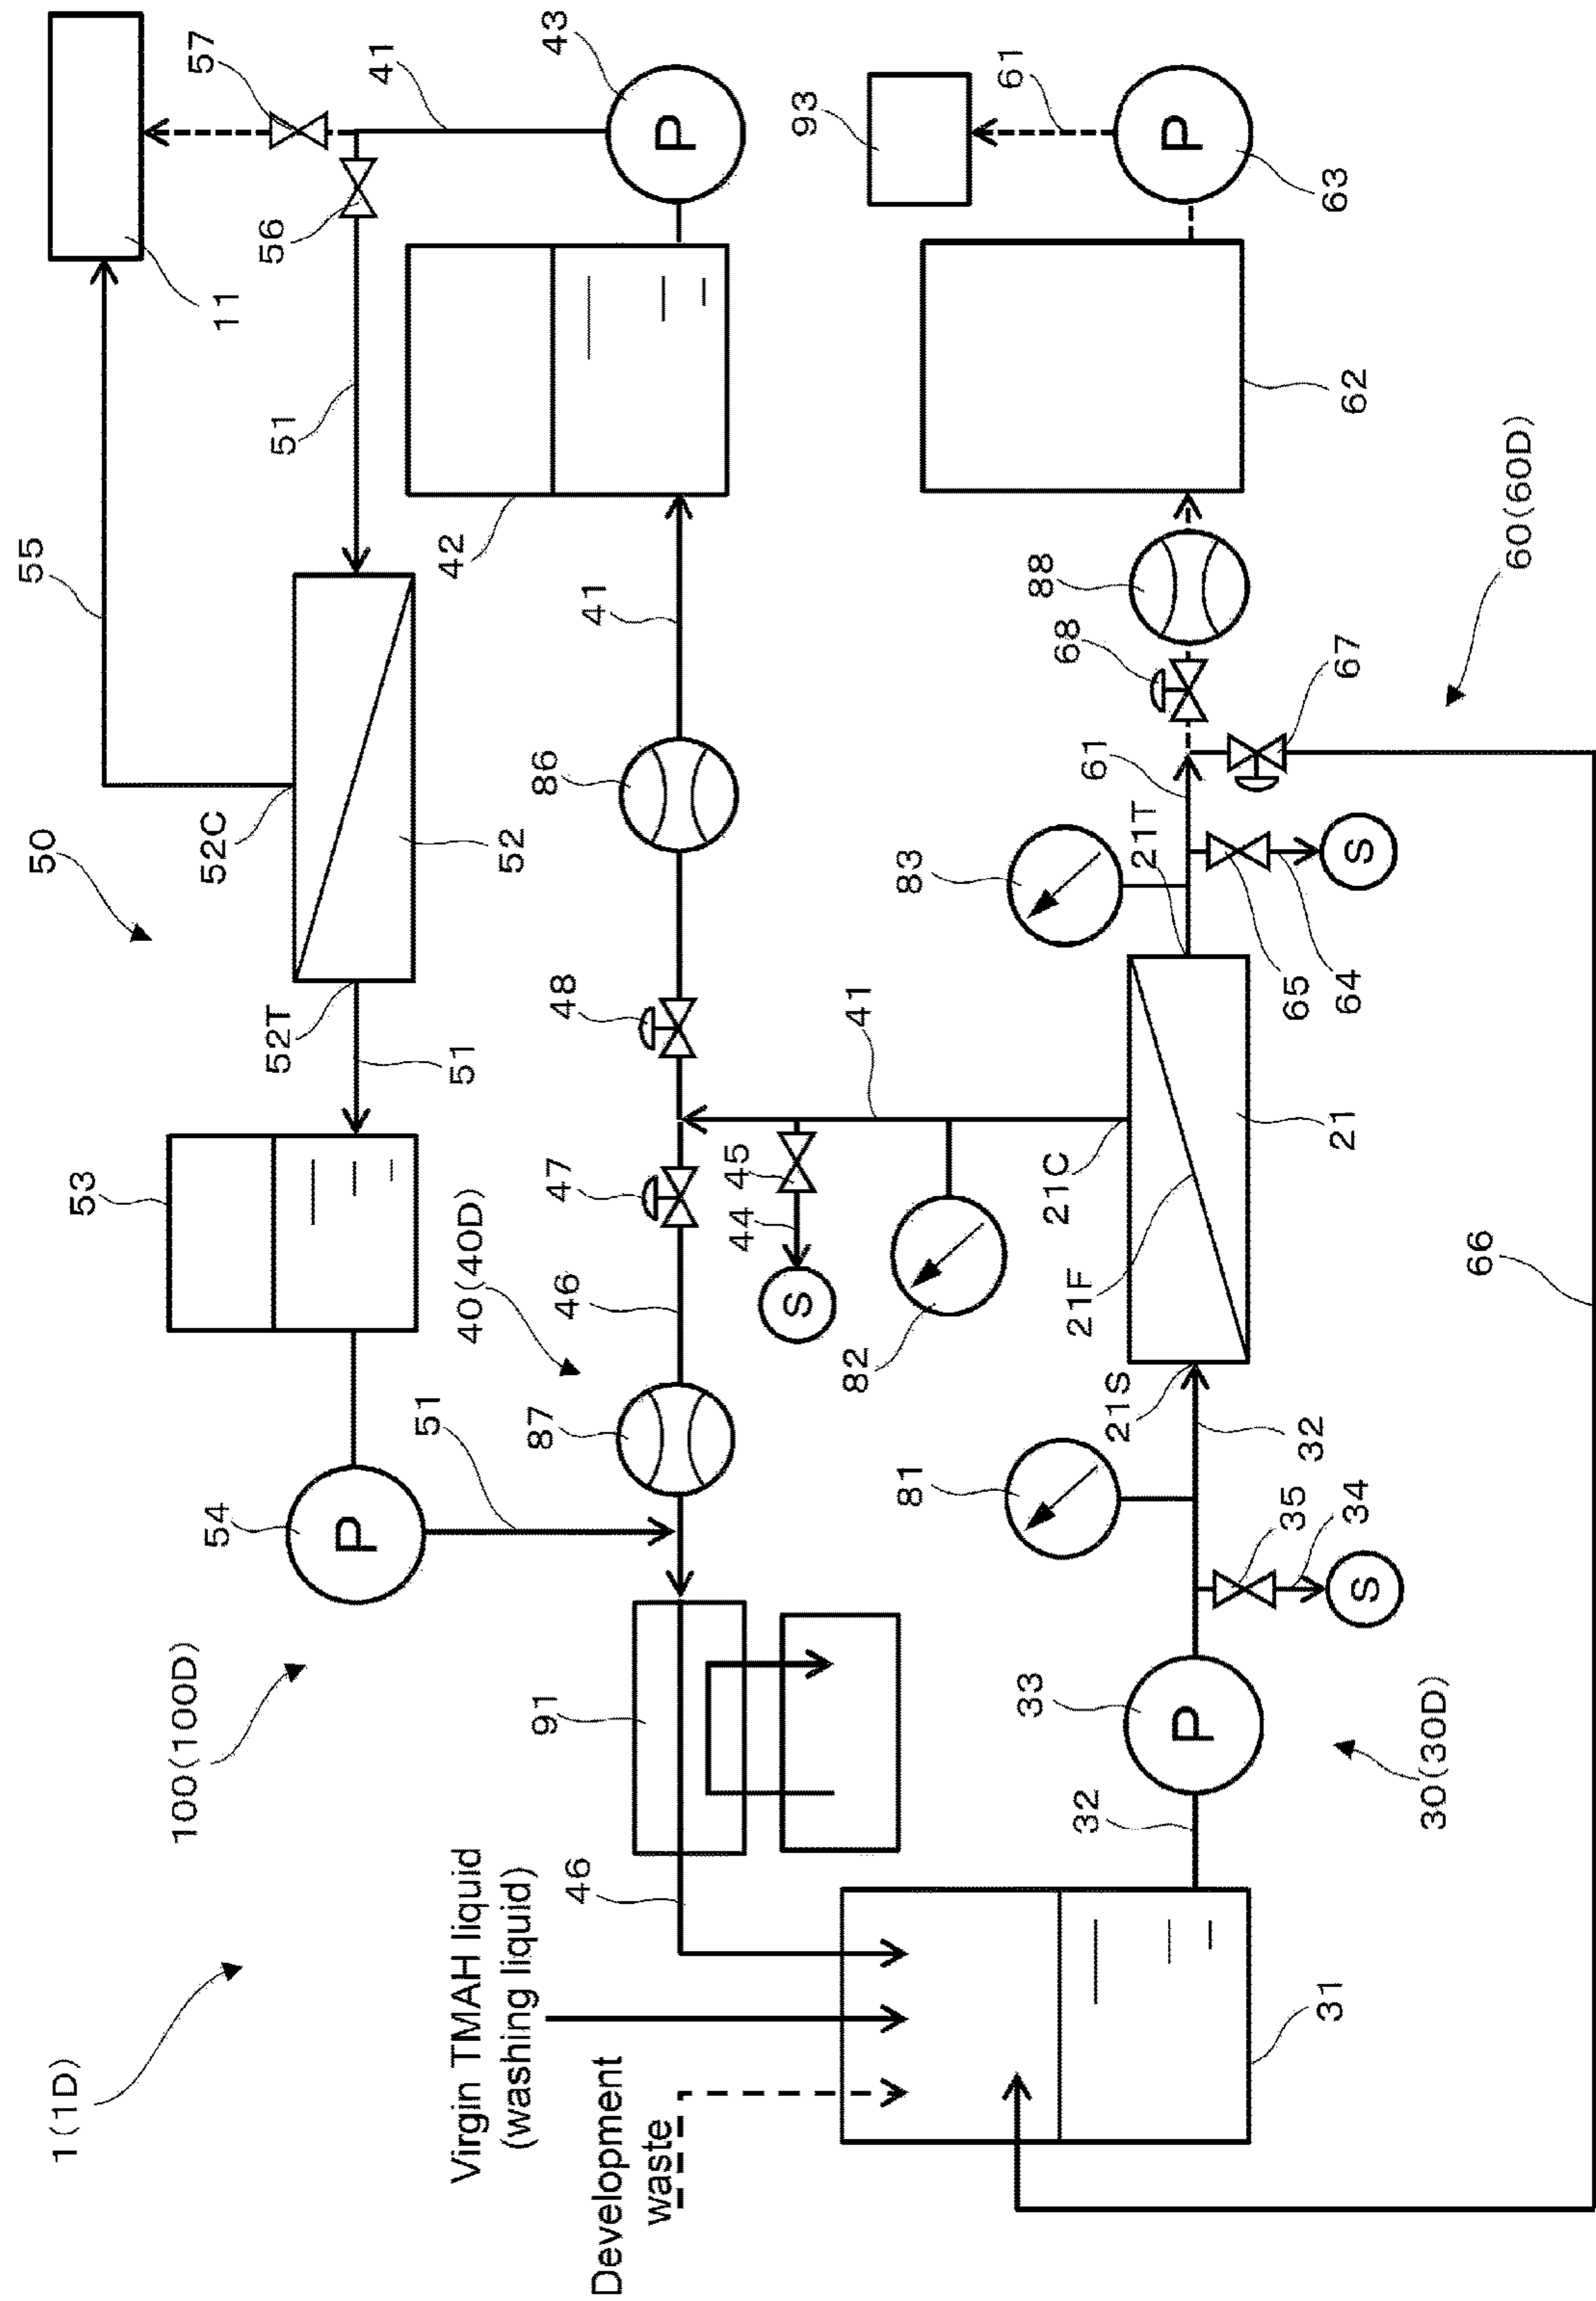 1(1D)
50
55
53
100(100D)
54
52C
57
11
52T
51
56
P
41
51
51
42
Virgin TMAH liquid
(washing liquid)
40(40D)
52
91
87
47
48
86
43
46
46
41
Development
waste
P
45
44
S
93
82
41
81
83
61
33
88
21C
21F
68
32
61
21S
21T
P
P
35
65
32
31
21
64
34
67
62
63
S
S
30(30D)
66
60(60D)